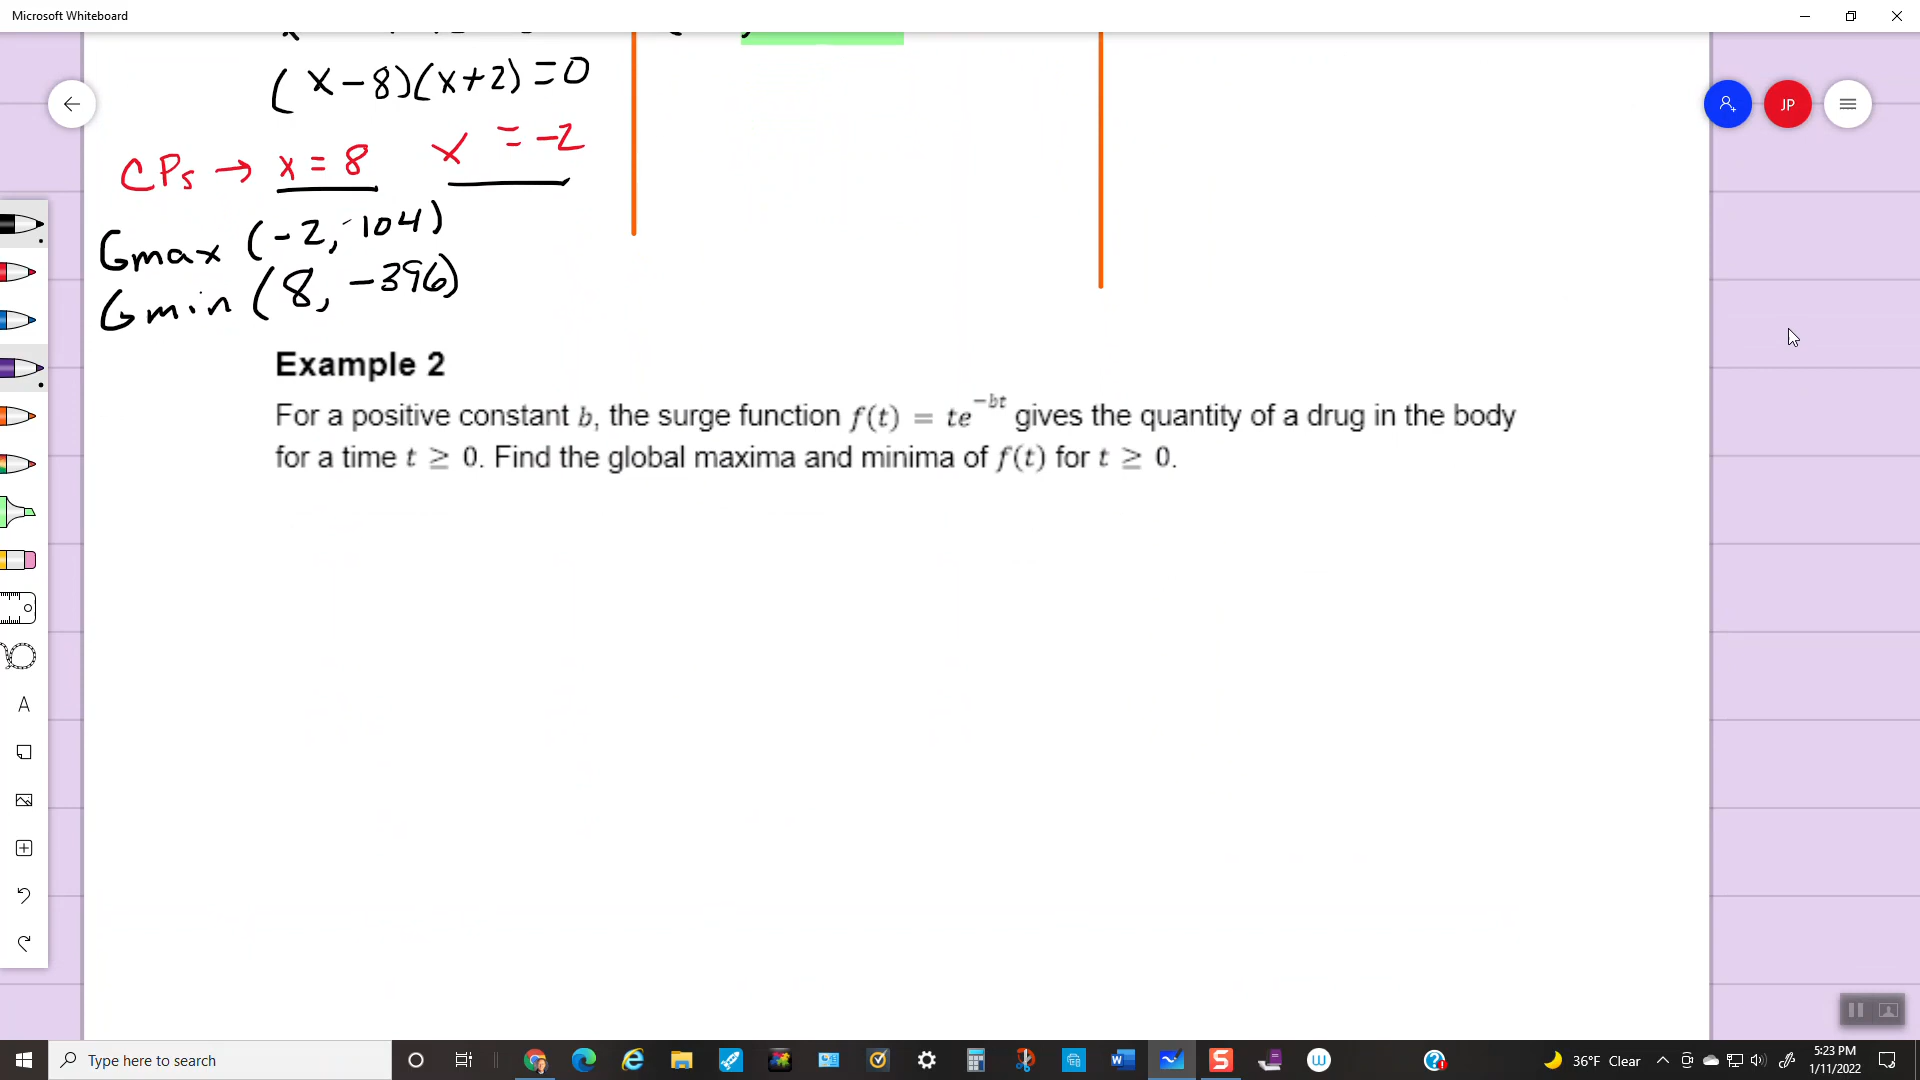 Microsoft Whiteboard
(x-8)(x+2)=0
CPs → x = 8 x = -2
JP
Gmax (-2, -104)
Gmin (8, -396)
Example 2
For a positive constant b, the surge function f(t) = te^{-bt} gives the quantity of a drug in the body
for a time t ≥ 0. Find the global maxima and minima of f(t) for t ≥ 0.
A
Type here to search
36°F Clear
5:23 PM
1/11/2022